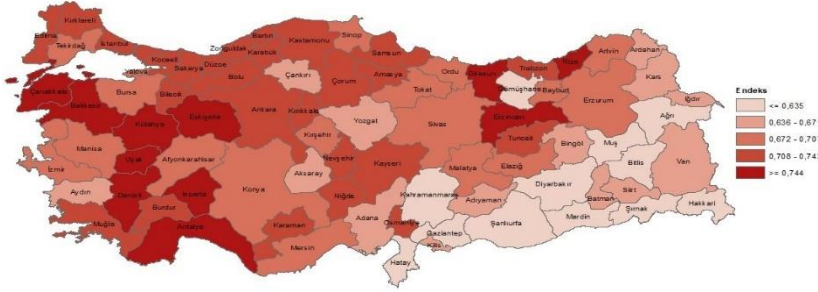 Kırklareli
Edirne
Tekirdağ
İstanbul
Kocaeli
Yalova
Sakarya
Düzce
Zonguldak
Bartın
Karabük
Kastamonu
Sinop
Samsun
Bolu
Çankırı
Çorum
Amasya
Tokat
Ordu
Giresun
Gümüşhane
Trabzon
Rize
Bayburt
Artvin
Ardahan
Kars
Iğdır
Ağrı
Erzurum
Erzincan
Tunceli
Bingöl
Muş
Bitlis
Van
Hakkari
Şırnak
Siirt
Batman
Mardin
Diyarbakır
Şanlıurfa
Adıyaman
Elazığ
Malatya
Sivas
Yozgat
Kırıkkale
Ankara
Kırşehir
Nevşehir
Kayseri
Aksaray
Niğde
Kahramanmaraş
Gaziantep
Kilis
Hatay
Osmaniye
Adana
Mersin
Karaman
Konya
Antalya
Isparta
Burdur
Afyonkarahisar
Eskişehir
Bilecik
Bursa
Kütahya
Uşak
Denizli
Muğla
Aydın
İzmir
Manisa
Balıkesir
Çanakkale
Endeks
<= 0,635
0,636 - 0,67
0,708 - 0,74
>= 0,744